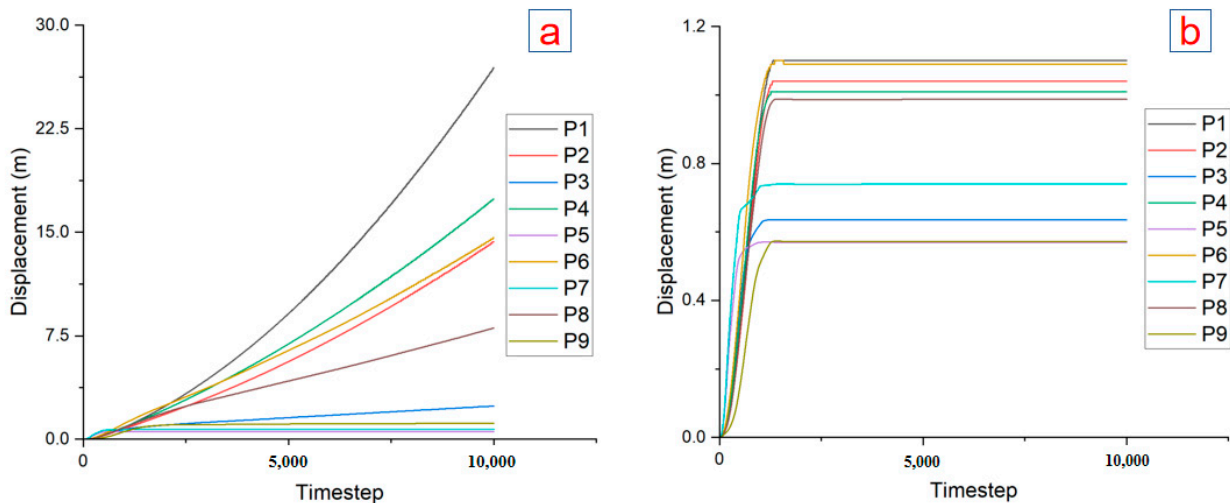 a
30.0
22.5
15.0
7.5
0.0
Displacement (m)
0
5,000
10,000
Timestep
P1
P2
P3
P4
P5
P6
P7
P8
P9
b
1.2
0.8
0.4
0.0
Displacement (m)
0
5,000
10,000
Timestep
P1
P2
P3
P4
P5
P6
P7
P8
P9